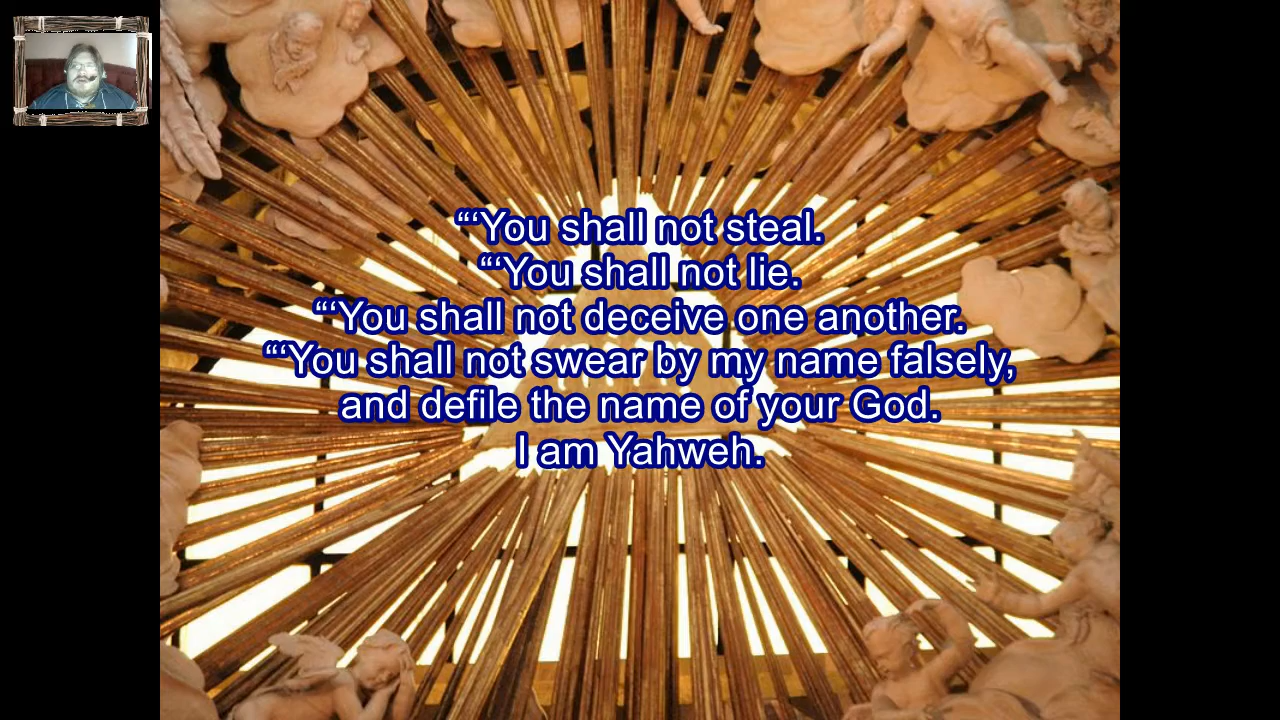 “‘You shall not steal.
“‘You shall not lie.
“‘You shall not deceive one another.
“‘You shall not swear by my name falsely,
and defile the name of your God.
I am Yahweh.